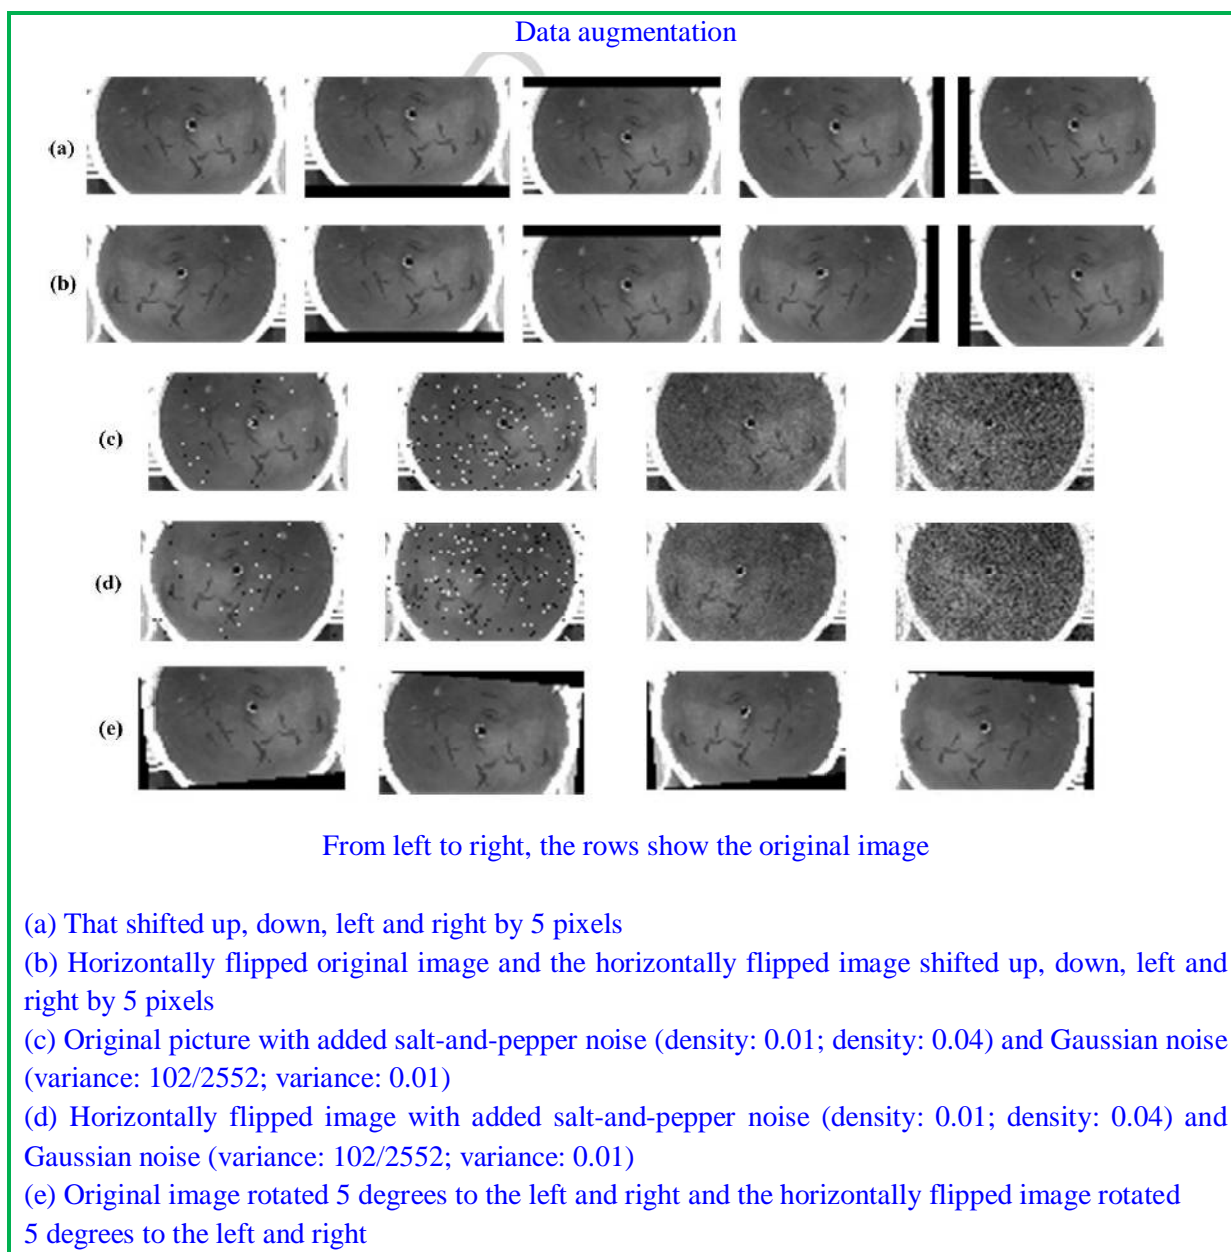 Data augmentation
(a)
(b)
(c)
(d)
(e)
From left to right, the rows show the original image
(a) That shifted up, down, left and right by 5 pixels
(b) Horizontally flipped original image and the horizontally flipped image shifted up, down, left and
right by 5 pixels
(c) Original picture with added salt-and-pepper noise (density: 0.01; density: 0.04) and Gaussian noise
(variance: 102/2552; variance: 0.01)
(d) Horizontally flipped image with added salt-and-pepper noise (density: 0.01; density: 0.04) and
Gaussian noise (variance: 102/2552; variance: 0.01)
(e) Original image rotated 5 degrees to the left and right and the horizontally flipped image rotated
5 degrees to the left and right